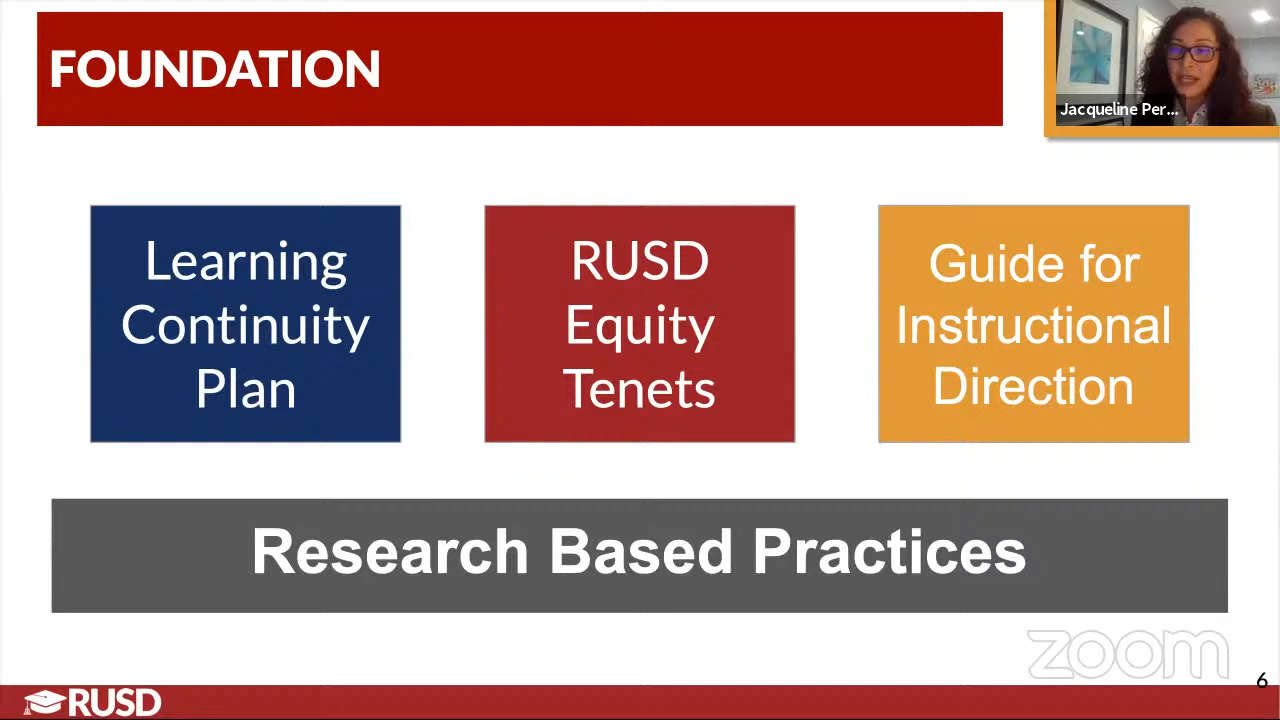 FOUNDATION
Jacqueline Per...
Learning
Continuity
Plan
RUSD
Equity
Tenets
Guide for
Instructional
Direction
Research Based Practices
zoom
6
RUSD